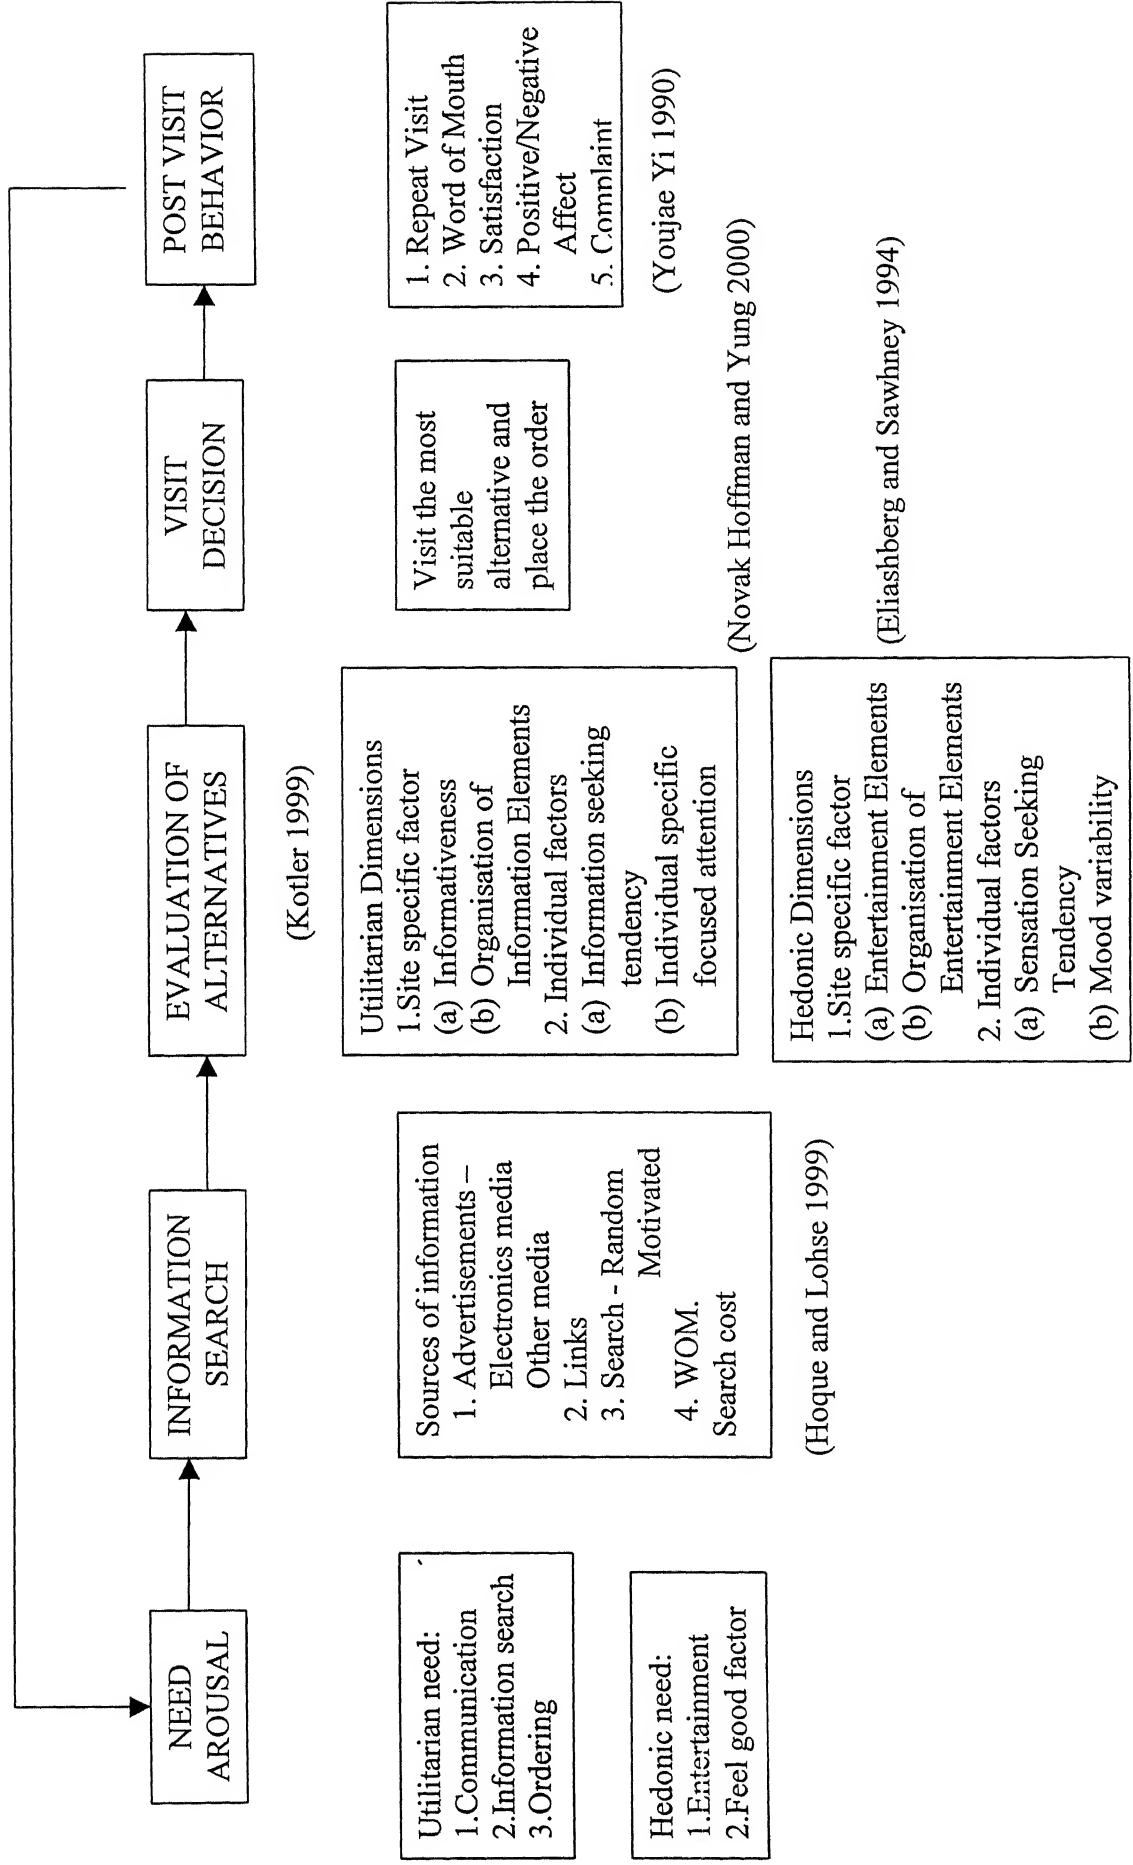 NEED
AROUSAL
INFORMATION
SEARCH
EVALUATION OF
ALTERNATIVES
VISIT
DECISION
POST VISIT
BEHAVIOR
(Kotler 1999)
Utilitarian need:
1.Communication
2.Information search
3.Ordering
Hedonic need:
1.Entertainment
2.Feel good factor
Sources of information
1. Advertisements –
Electronics media
Other media
2. Links
3. Search - Random
Motivated
4. WOM.
Search cost
(Hoque and Lohse 1999)
Utilitarian Dimensions
1.Site specific factor
(a) Informativeness
(b) Organisation of
Information Elements
2. Individual factors
(a) Information seeking
tendency
(b) Individual specific
focused attention
(Novak Hoffman and Yung 2000)
Hedonic Dimensions
1.Site specific factor
(a) Entertainment Elements
(b) Organisation of
Entertainment Elements
2. Individual factors
(a) Sensation Seeking
Tendency
(b) Mood variability
(Eliashberg and Sawhney 1994)
Visit the most
suitable
alternative and
place the order
1. Repeat Visit
2. Word of Mouth
3. Satisfaction
4. Positive/Negative
Affect
5. Complaint
(Youjae Yi 1990)